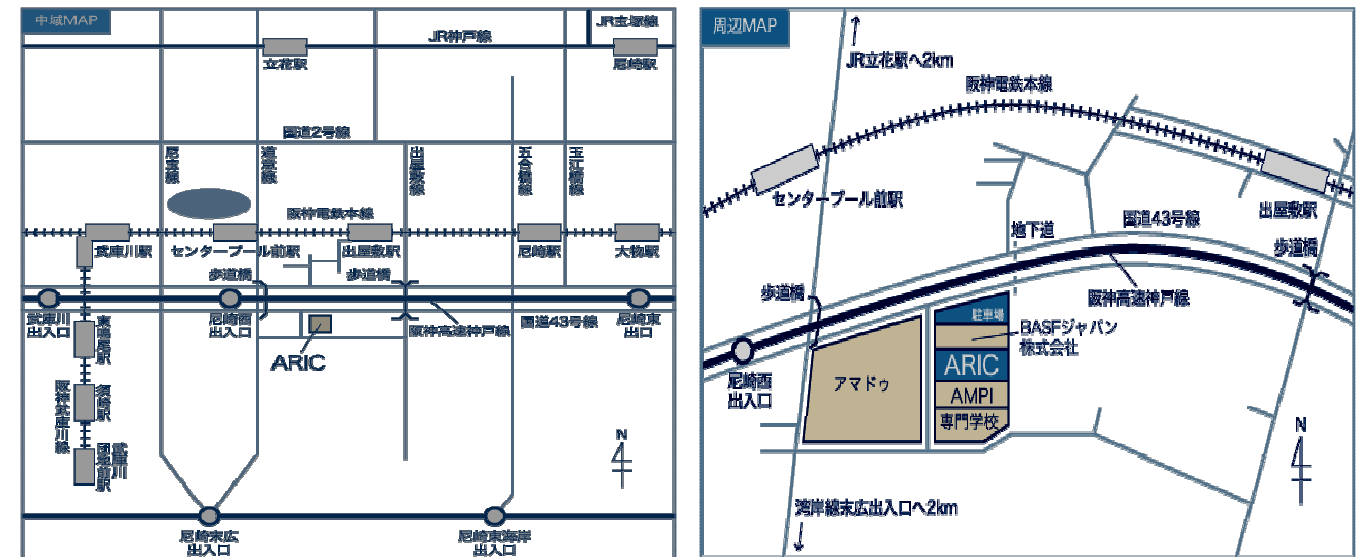 中域MAP
JR宝塚線
JR神戸線
立花駅
尼崎駅
国道2号線
尼宝線
道意線
出屋敷線
五合橋線
玉江橋線
阪神電鉄本線
武庫川駅
センタープール前駅
出屋敷駅
尼崎駅
大物駅
歩道橋
歩道橋
武庫川
出入口
尼崎西
出入口
阪神高速神戸線
国道43号線
尼崎東
出口
ARIC
東鳴尾駅
洲崎駅
阪神武庫川線
武庫川
団地前駅
N
尼崎末広
出入口
尼崎東海岸
出入口
周辺MAP
JR立花駅へ2km
阪神電鉄本線
センタープール前駅
出屋敷駅
地下道
国道43号線
歩道橋
歩道橋
阪神高速神戸線
駐車場
BASFジャパン
株式会社
尼崎西
出入口
アマドゥ
ARIC
AMPI
専門学校
N
湾岸線末広出入口へ2km